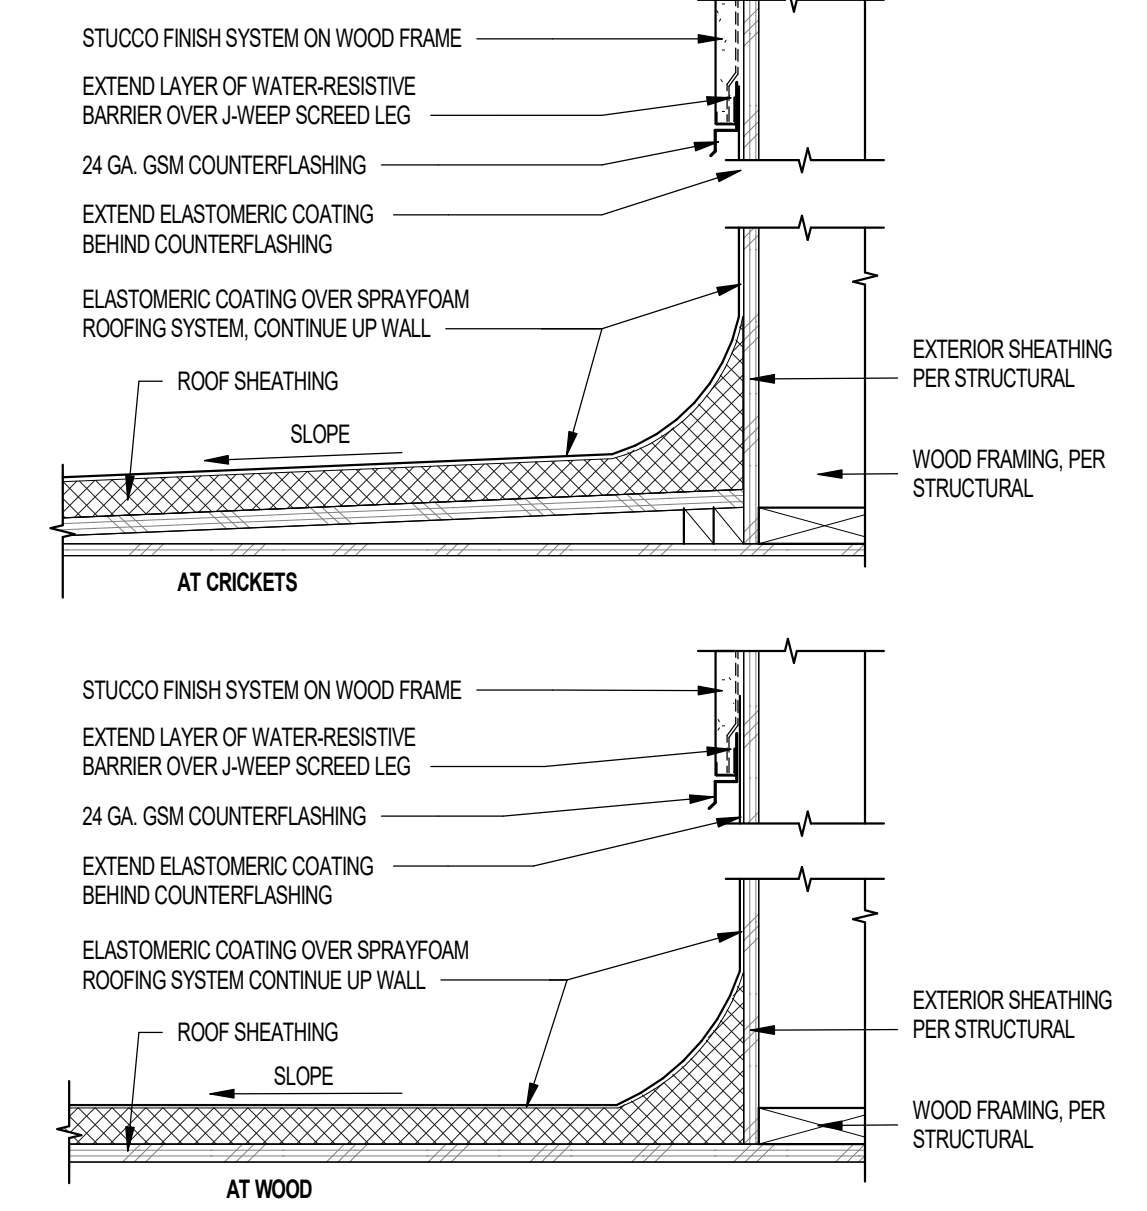 STUCCO FINISH SYSTEM ON WOOD FRAME
EXTEND LAYER OF WATER-RESISTIVE
BARRIER OVER J-WEEP SCREED LEG
24 GA. GSM COUNTERFLASHING
EXTEND ELASTOMERIC COATING
BEHIND COUNTERFLASHING
ELASTOMERIC COATING OVER SPRAYFOAM
ROOFING SYSTEM, CONTINUE UP WALL
EXTERIOR SHEATHING
PER STRUCTURAL
ROOF SHEATHING
SLOPE
WOOD FRAMING, PER
STRUCTURAL
AT CRICKETS
STUCCO FINISH SYSTEM ON WOOD FRAME
EXTEND LAYER OF WATER-RESISTIVE
BARRIER OVER J-WEEP SCREED LEG
24 GA. GSM COUNTERFLASHING
EXTEND ELASTOMERIC COATING
BEHIND COUNTERFLASHING
ELASTOMERIC COATING OVER SPRAYFOAM
ROOFING SYSTEM CONTINUE UP WALL
EXTERIOR SHEATHING
PER STRUCTURAL
ROOF SHEATHING
SLOPE
WOOD FRAMING, PER
STRUCTURAL
AT WOOD